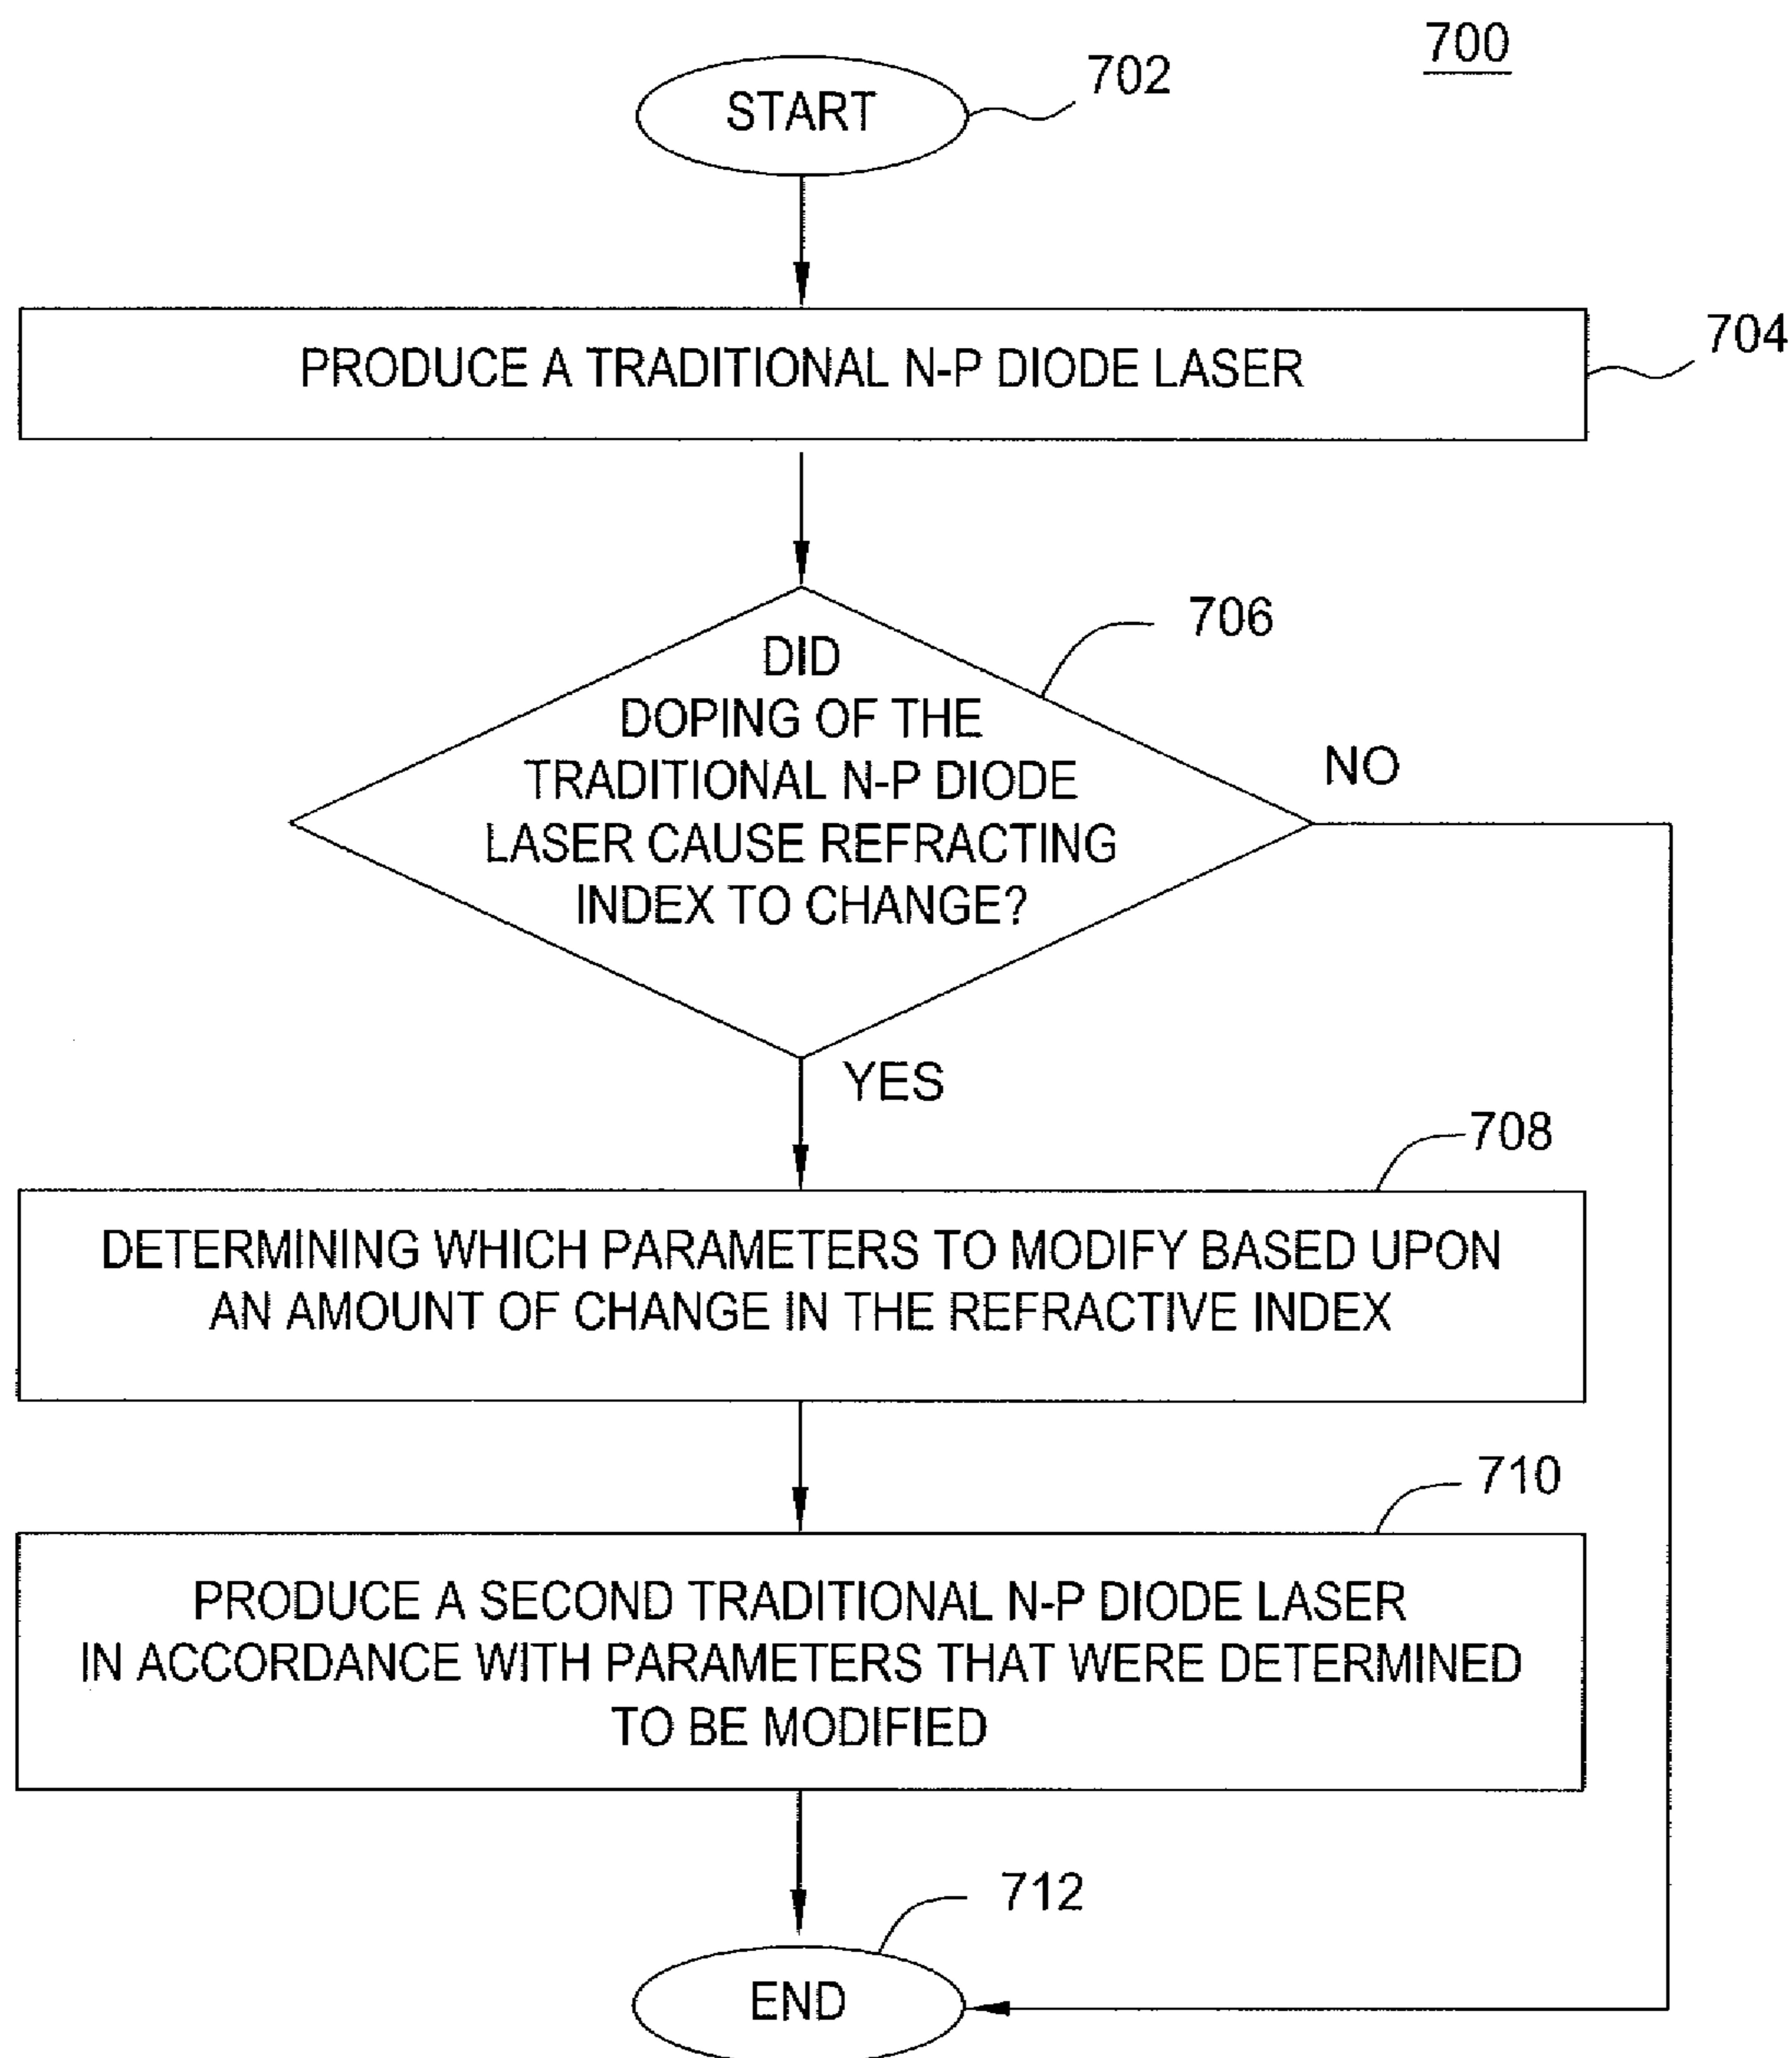 700
START
702
PRODUCE A TRADITIONAL N-P DIODE LASER
704
DID
DOPING OF THE
TRADITIONAL N-P DIODE
LASER CAUSE REFRACTING
INDEX TO CHANGE?
706
NO
YES
708
DETERMINING WHICH PARAMETERS TO MODIFY BASED UPON
AN AMOUNT OF CHANGE IN THE REFRACTIVE INDEX
710
PRODUCE A SECOND TRADITIONAL N-P DIODE LASER
IN ACCORDANCE WITH PARAMETERS THAT WERE DETERMINED
TO BE MODIFIED
712
END